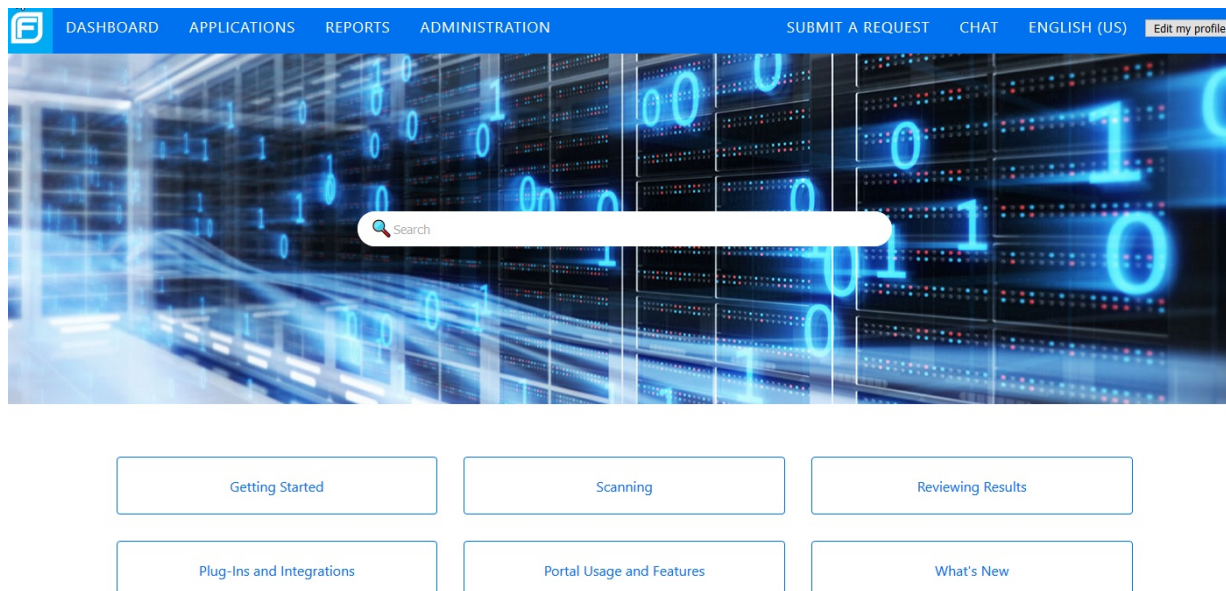 DASHBOARD APPLICATIONS REPORTS ADMINISTRATION SUBMIT A REQUEST CHAT ENGLISH (US) Edit my profile
Search
Getting Started Scanning Reviewing Results
Plug-Ins and Integrations Portal Usage and Features What's New